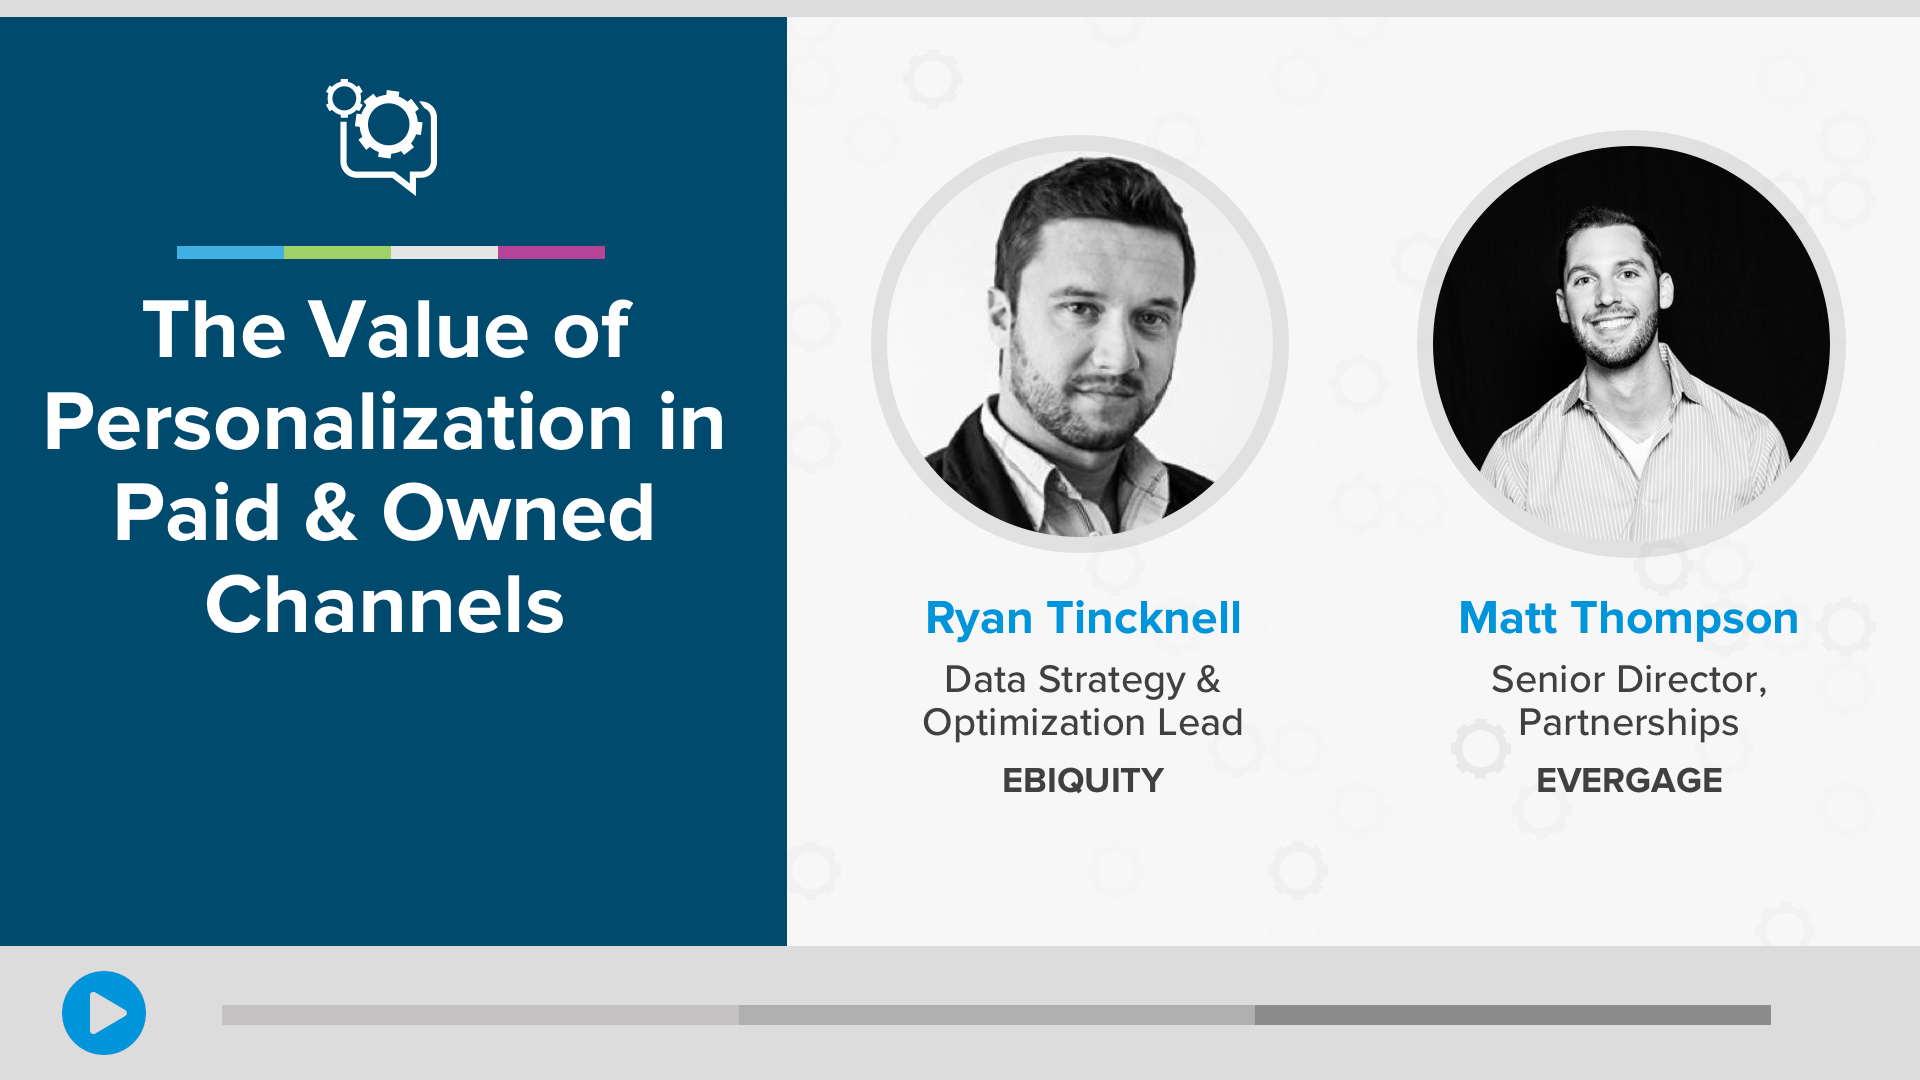 The Value of
Personalization in
Paid & Owned
Channels
Ryan Tincknell
Data Strategy &
Optimization Lead
EBIQUITY
Matt Thompson
Senior Director,
Partnerships
EVERGAGE